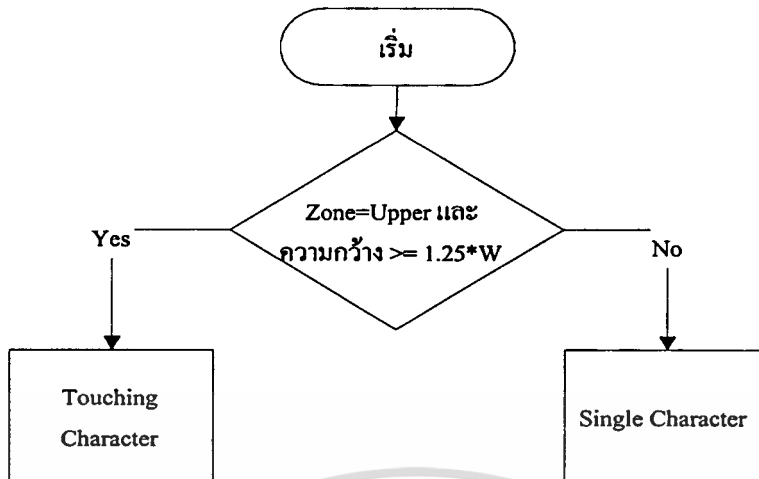 เริ่ม
Zone=Upper และ
ความกว้าง >= 1.25*W
Yes
No
Touching
Character
Single Character